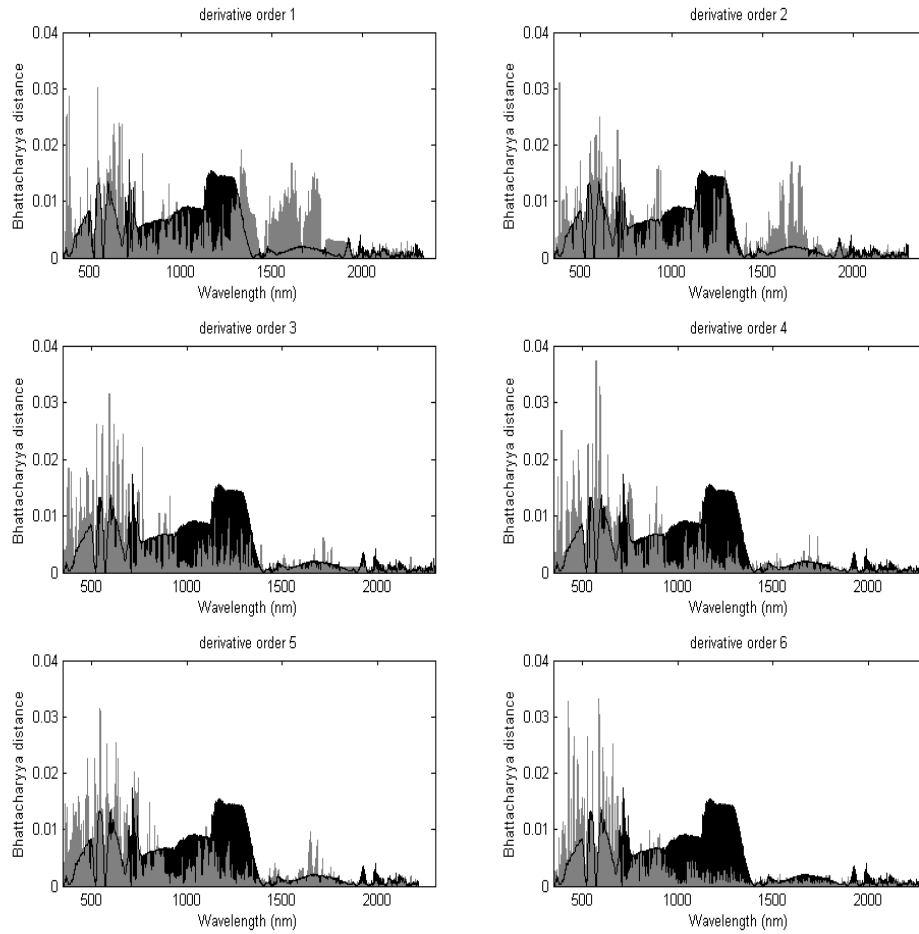 derivative order 1
0.04
0.03
0.02
0.01
0
Bhattacharyya distance
500 1000 1500 2000
Wavelength (nm)
derivative order 2
0.04
0.03
0.02
0.01
0
Bhattacharyya distance
500 1000 1500 2000
Wavelength (nm)
derivative order 3
0.04
0.03
0.02
0.01
0
Bhattacharyya distance
500 1000 1500 2000
Wavelength (nm)
derivative order 4
0.04
0.03
0.02
0.01
0
Bhattacharyya distance
500 1000 1500 2000
Wavelength (nm)
derivative order 5
0.04
0.03
0.02
0.01
0
Bhattacharyya distance
500 1000 1500 2000
Wavelength (nm)
derivative order 6
0.04
0.03
0.02
0.01
0
Bhattacharyya distance
500 1000 1500 2000
Wavelength (nm)